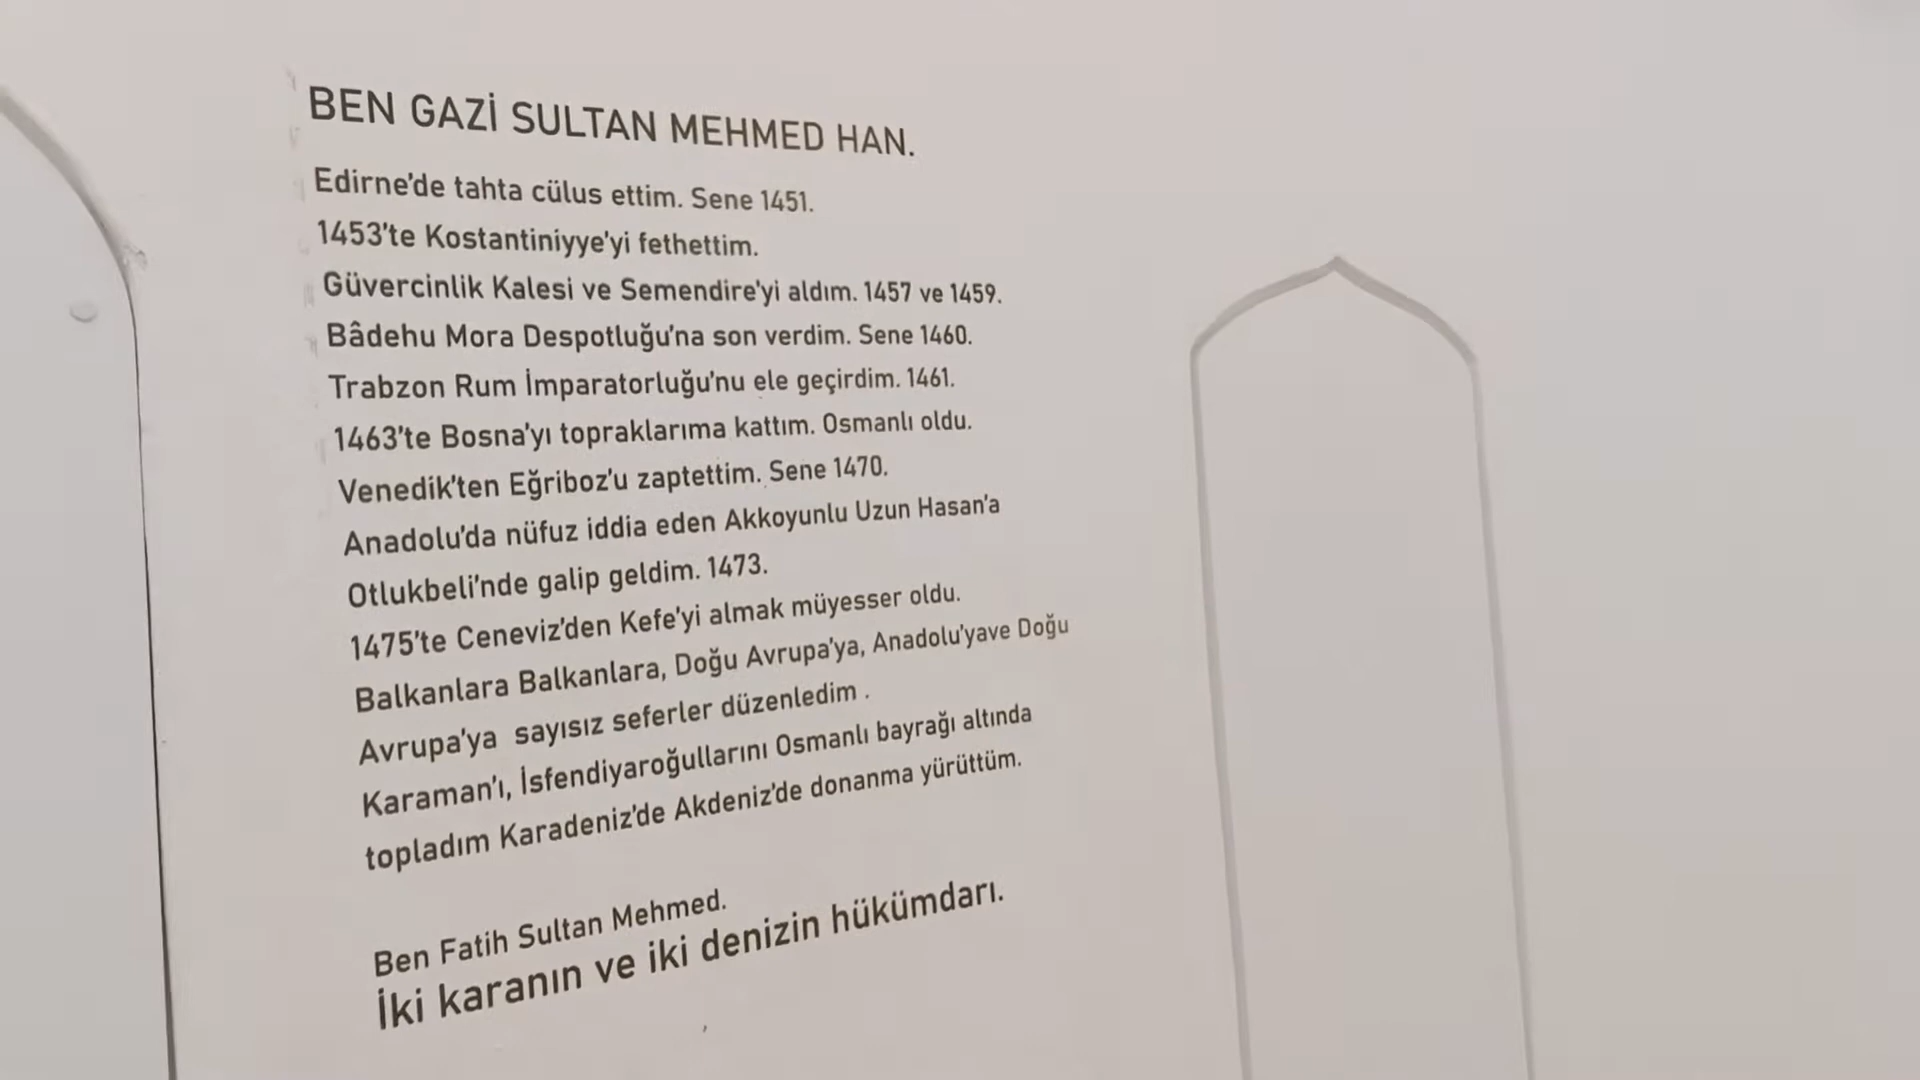 BEN GAZİ SULTAN MEHMED HAN.
Edirne'de tahta cülus ettim. Sene 1451.
1453'te Kostantiniyye'yi fethettim.
Güvercinlik Kalesi ve Semendire'yi aldım. 1457 ve 1459.
Bâdehu Mora Despotluğu'na son verdim. Sene 1460.
Trabzon Rum İmparatorluğu'nu ele geçirdim. 1461.
1463'te Bosna'yı topraklarıma kattım. Osmanlı oldu.
Venedik'ten Eğriboz'u zaptettim. Sene 1470.
Anadolu'da nüfuz iddia eden Akkoyunlu Uzun Hasan'a
Otlukbeli'nde galip geldim. 1473.
1475'te Ceneviz'den Kefe'yi almak müyesser oldu.
Balkanlara Balkanlara, Doğu Avrupa'ya, Anadolu'yave Doğu
Avrupa'ya sayısız seferler düzenledim .
Karaman'ı, İsfendiyaroğullarını Osmanlı bayrağı altında
topladım Karadeniz'de Akdeniz'de donanma yürüttüm.
Ben Fatih Sultan Mehmed.
İki karanın ve iki denizin hükümdarı.